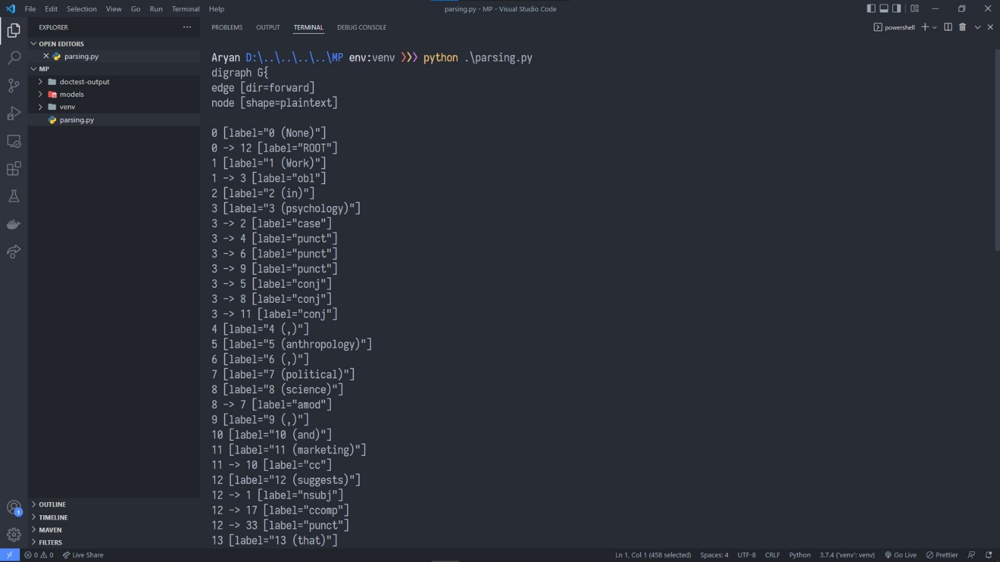 File Edit Selection View Go Run Terminal Help
parsing.py - MP - Visual Studio Code
EXPLORER
OPEN EDITORS
parsing.py
MP
doctest-output
models
venv
parsing.py
OUTLINE
TIMELINE
MAVEN
FILTERS
PROBLEMS OUTPUT TERMINAL DEBUG CONSOLE
powershell
Aryan D:\..\..\..\..\MP env:venv ❯❯❯ python .\parsing.py
digraph G{
edge [dir=forward]
node [shape=plaintext]
0 [label="0 (None)"]
0 -> 12 [label="ROOT"]
1 [label="1 (Work)"]
1 -> 3 [label="obl"]
2 [label="2 (in)"]
3 [label="3 (psychology)"]
3 -> 2 [label="case"]
3 -> 4 [label="punct"]
3 -> 6 [label="punct"]
3 -> 9 [label="punct"]
3 -> 5 [label="conj"]
3 -> 8 [label="conj"]
3 -> 11 [label="conj"]
4 [label="4 (,)"]
5 [label="5 (anthropology)"]
6 [label="6 (,)"]
7 [label="7 (political)"]
8 [label="8 (science)"]
8 -> 7 [label="amod"]
9 [label="9 (,)"]
10 [label="10 (and)"]
11 [label="11 (marketing)"]
11 -> 10 [label="cc"]
12 [label="12 (suggests)"]
12 -> 1 [label="nsubj"]
12 -> 17 [label="ccomp"]
12 -> 33 [label="punct"]
13 [label="13 (that)"]
1
0 0 Live Share
Ln 1, Col 1 (458 selected) Spaces: 4 UTF-8 CRLF Python 3.7.4 ('venv': venv) Go Live Prettier